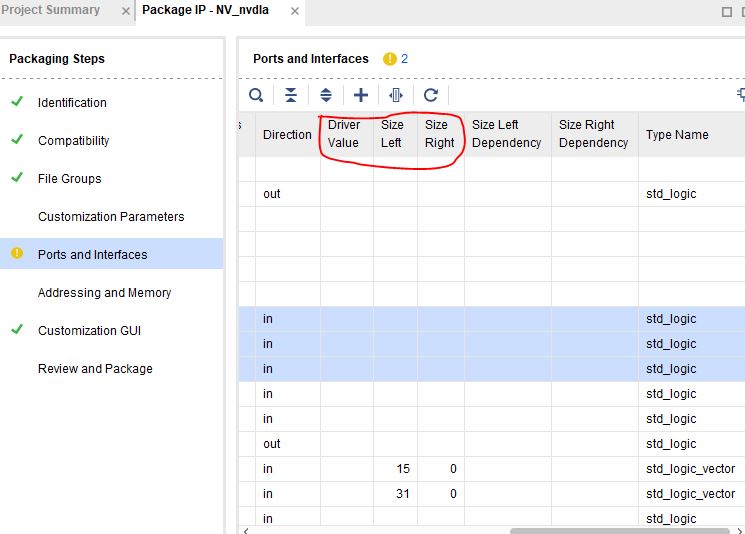 Project Summary × Package IP - NV_nvdla ×
Packaging Steps
Identification
Compatibility
File Groups
Customization Parameters
Ports and Interfaces
Addressing and Memory
Customization GUI
Review and Package
Ports and Interfaces 2
s Direction Driver Value Size Left Size Right Size Left Dependency Size Right Dependency Type Name
out std_logic
in std_logic
in std_logic
in std_logic
in std_logic
in std_logic
out std_logic
in 15 0 std_logic_vector
in 31 0 std_logic_vector
in std_logic